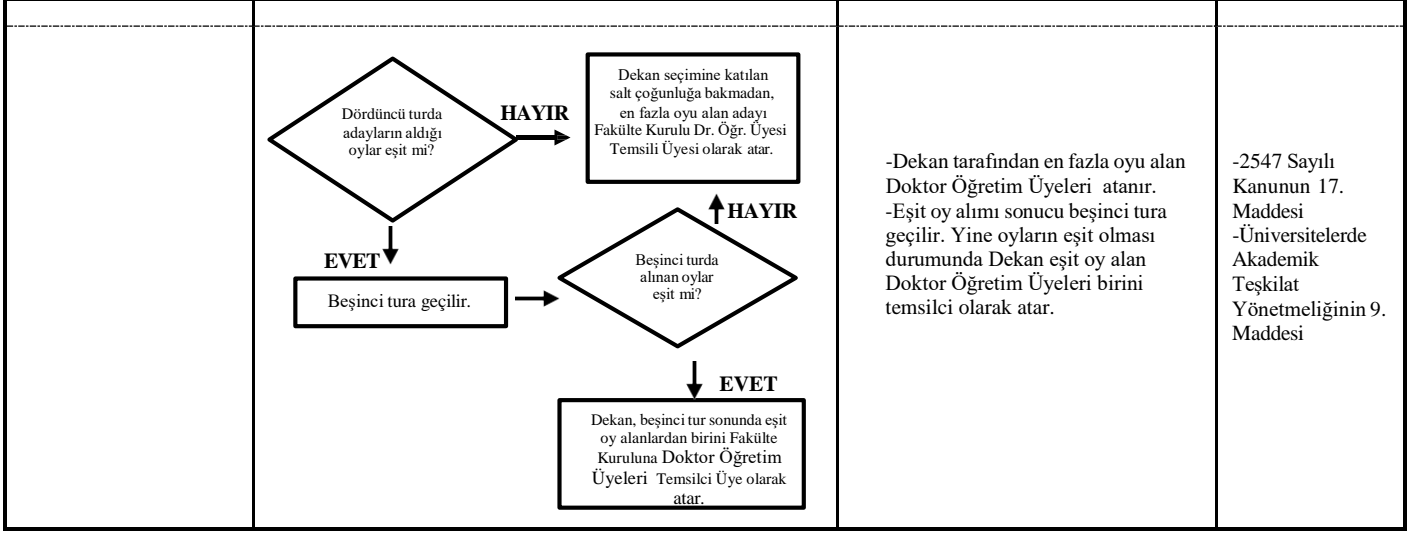 Dördüncü turda
adayların aldığı
oylar eşit mi?
HAYIR
Dekan seçimine katılan
salt çoğunluğa bakmadan,
en fazla oyu alan adayı
Fakülte Kurulu Dr. Öğr. Üyesi
Temsili Üyesi olarak atar.
EVET
Beşinci tura geçilir.
Beşinci turda
alınan oylar
eşit mi?
HAYIR
EVET
Dekan, beşinci tur sonunda eşit
oy alanlardan birini Fakülte
Kuruluna Doktor Öğretim
Üyeleri Temsilci Üye olarak
atar.
-Dekan tarafından en fazla oyu alan
Doktor Öğretim Üyeleri atanır.
-Eşit oy alımı sonucu beşinci tura
geçilir. Yine oyların eşit olması
durumunda Dekan eşit oy alan
Doktor Öğretim Üyeleri birini
temsilci olarak atar.
-2547 Sayılı
Kanunun 17.
Maddesi
-Üniversitelerde
Akademik
Teşkilat
Yönetmeliğinin 9.
Maddesi